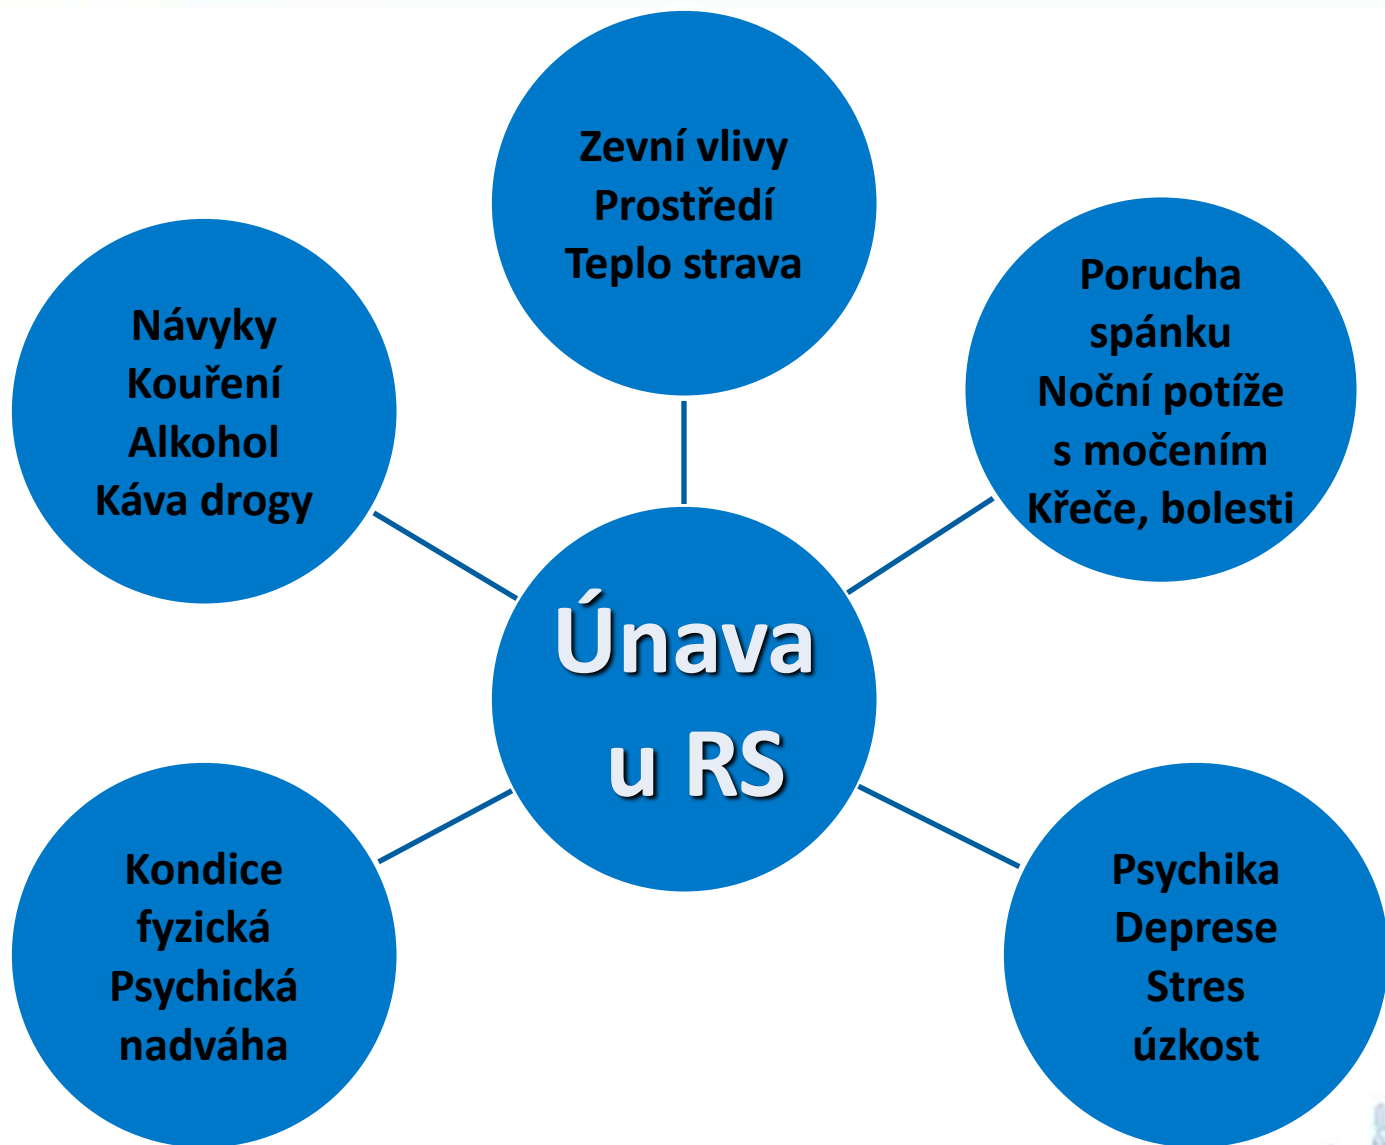 Zevní vlivy
Prostředí
Teplo strava
Návyky
Kouření
Alkohol
Káva drogy
Porucha
spánku
Noční potíže
s močením
Křeče, bolesti
Únava
u RS
Kondice
fyzická
Psychická
nadváha
Psychika
Deprese
Stres
úzkost